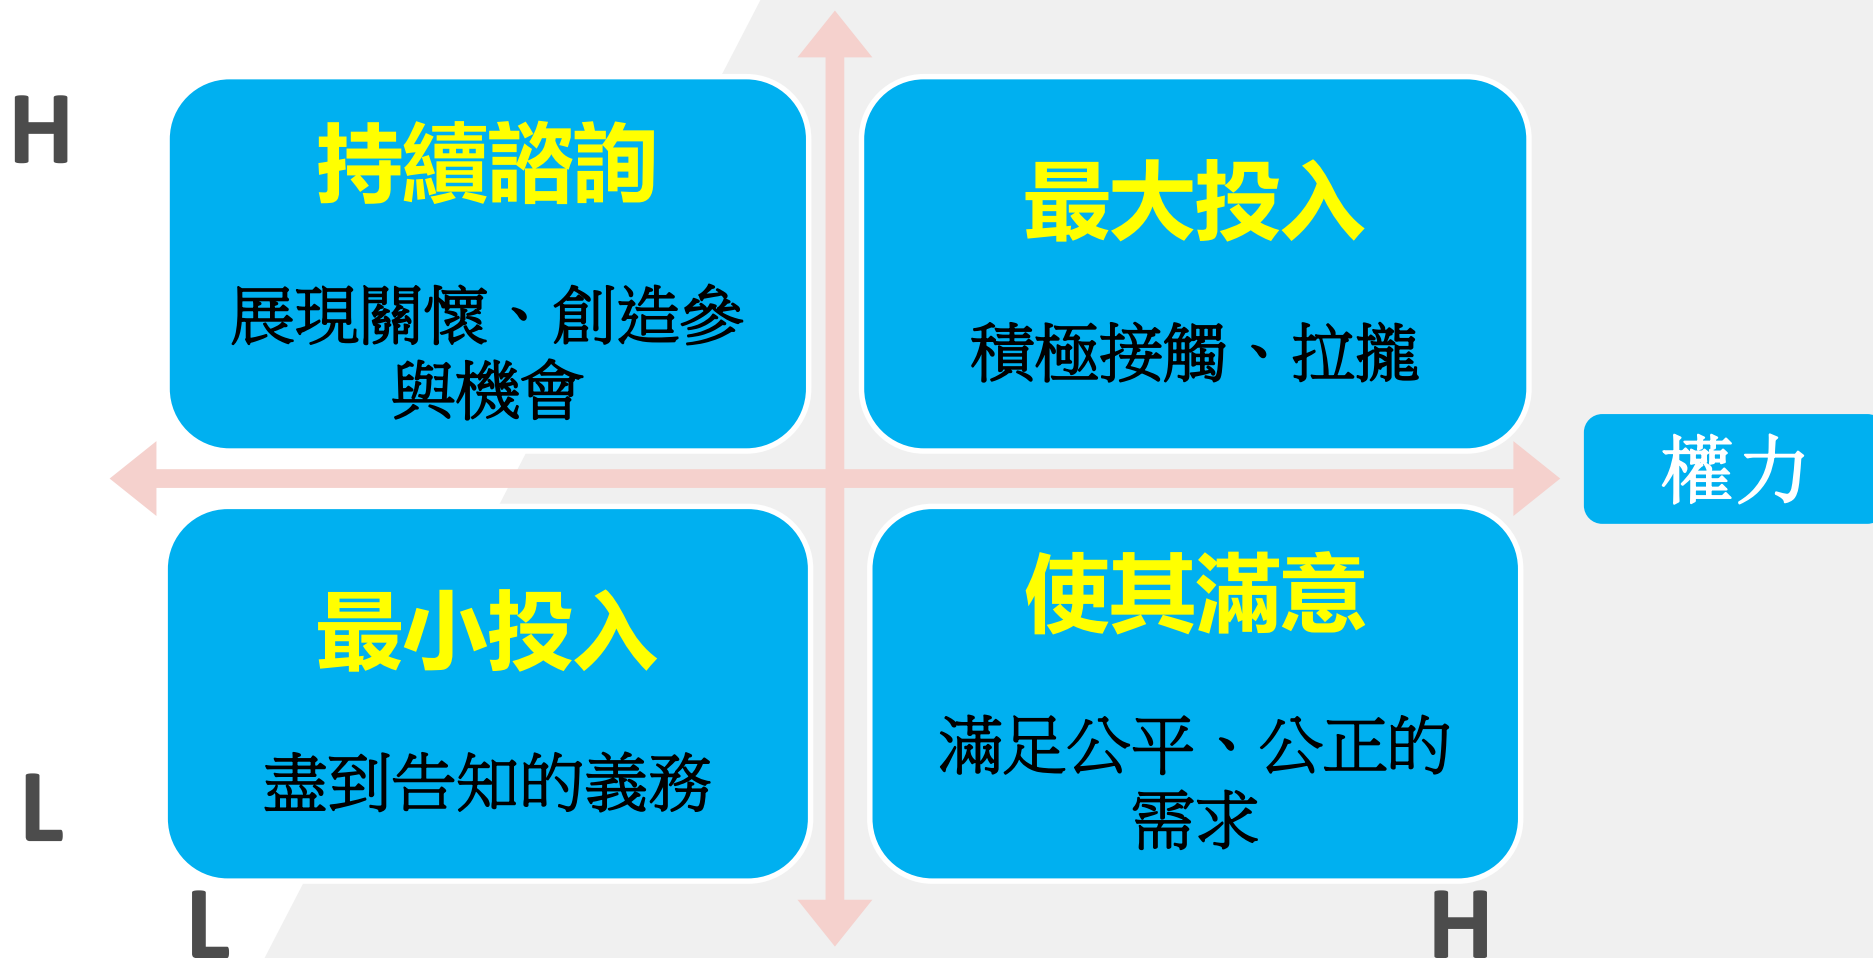 H
持續諮詢
展現關懷、創造參
與機會
最大投入
積極接觸、拉攏
權力
最小投入
盡到告知的義務
使其滿意
滿足公平、公正的
需求
L
L
H